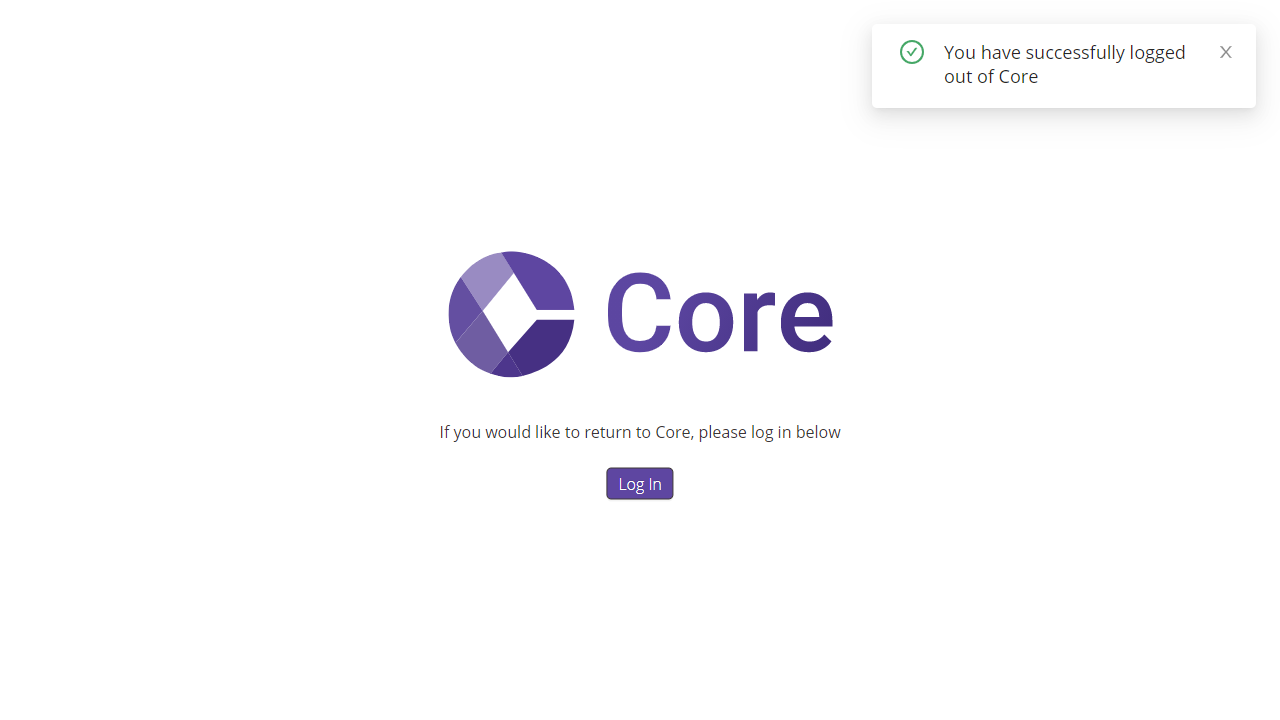 You have successfully logged
out of Core
Core
If you would like to return to Core, please log in below
Log In